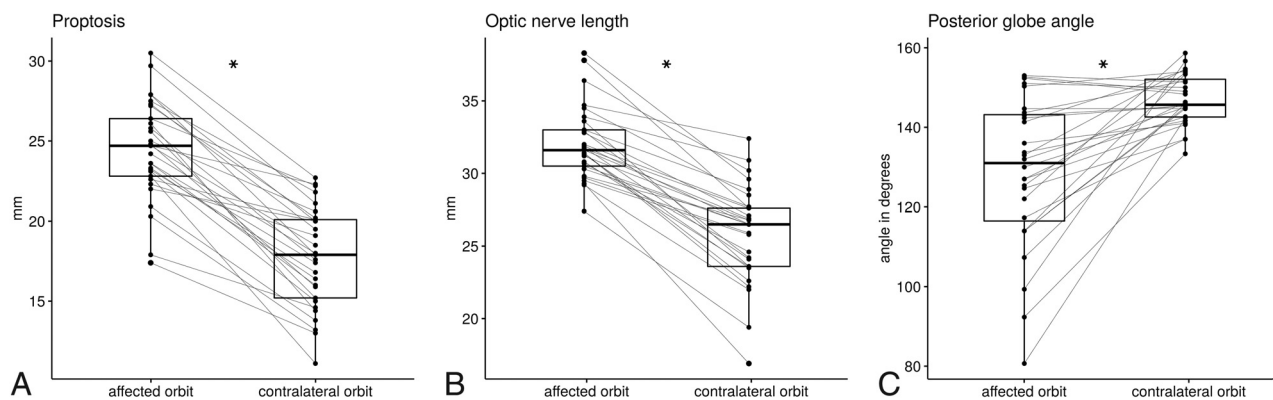 Proptosis
*
30
25
20
15
mm
affected orbit
contralateral orbit
A
Optic nerve length
*
35
30
25
20
mm
affected orbit
contralateral orbit
B
Posterior globe angle
*
160
140
120
100
80
angle in degrees
affected orbit
contralateral orbit
C